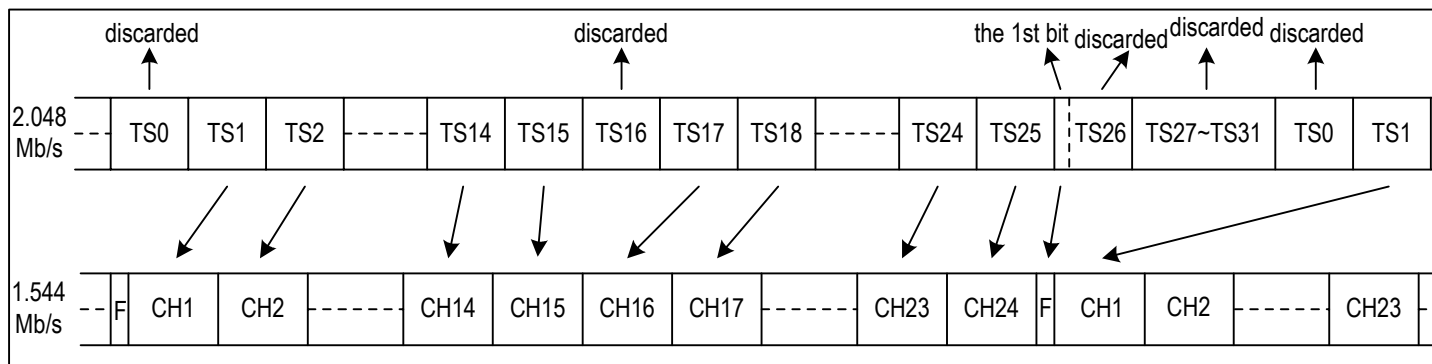 discarded discarded the 1st bit discarded discarded discarded
2.048 Mb/s TS0 TS1 TS2 TS14 TS15 TS16 TS17 TS18 TS24 TS25 TS26 TS27~TS31 TS0 TS1
1.544 Mb/s F CH1 CH2 CH14 CH15 CH16 CH17 CH23 CH24 F CH1 CH2 CH23